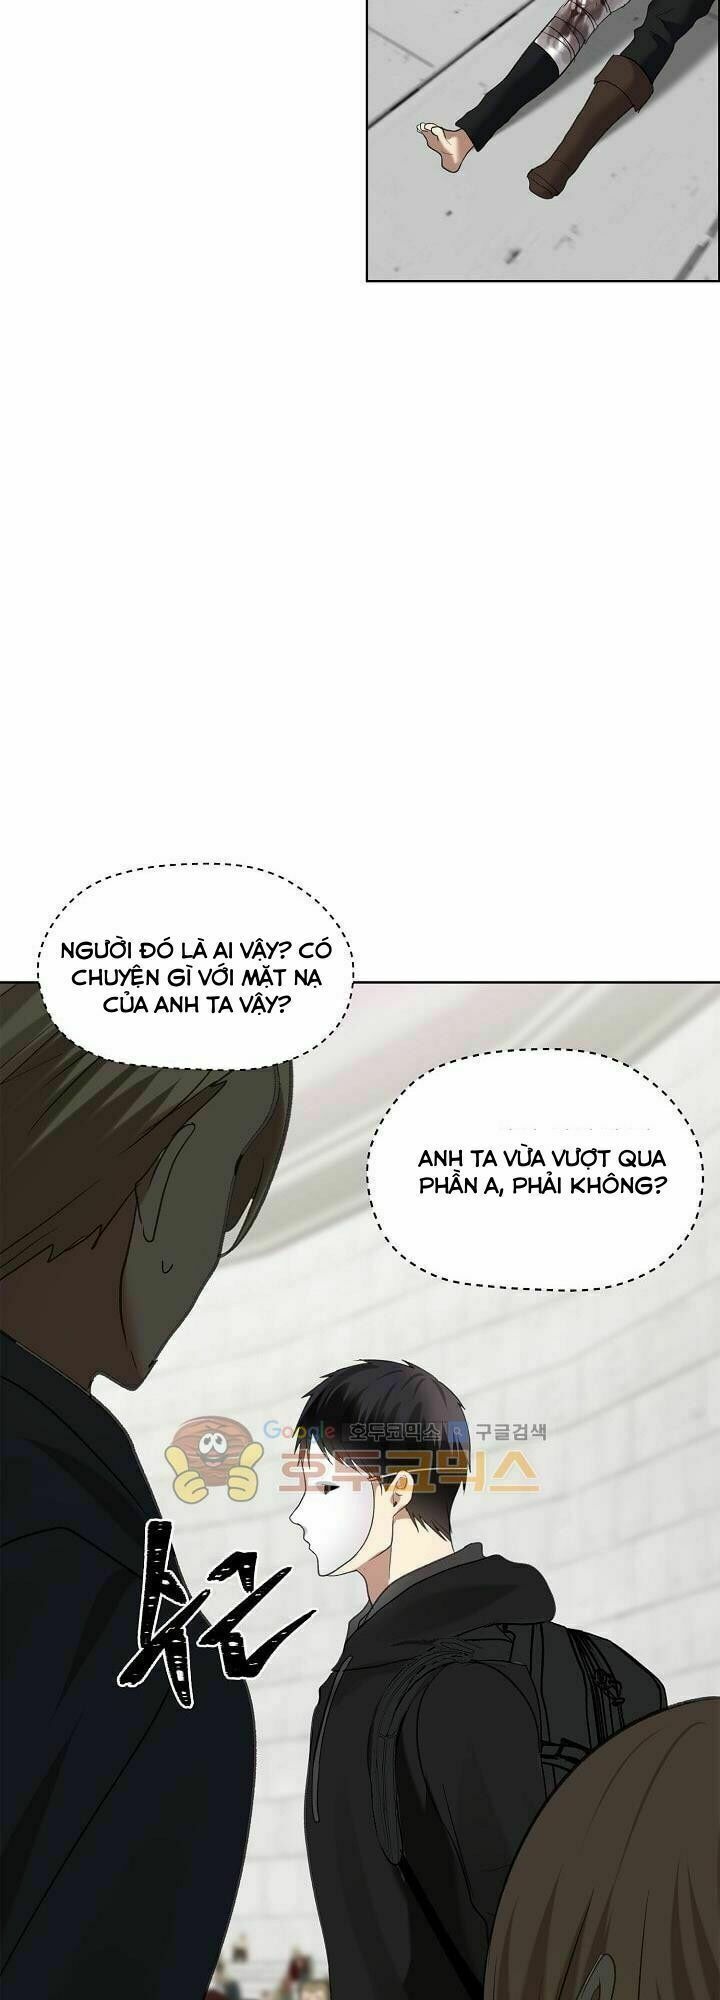 NGƯỜI ĐÓ LÀ AI VẬY? CÓ
CHUYỆN GÌ VỚI MẶT NẠ
CỦA ANH TA VẬY?
ANH TA VỪA VƯỢT QUA
PHẦN A, PHẢI KHÔNG?
Google 호두코믹스 구글검색
호두코믹스